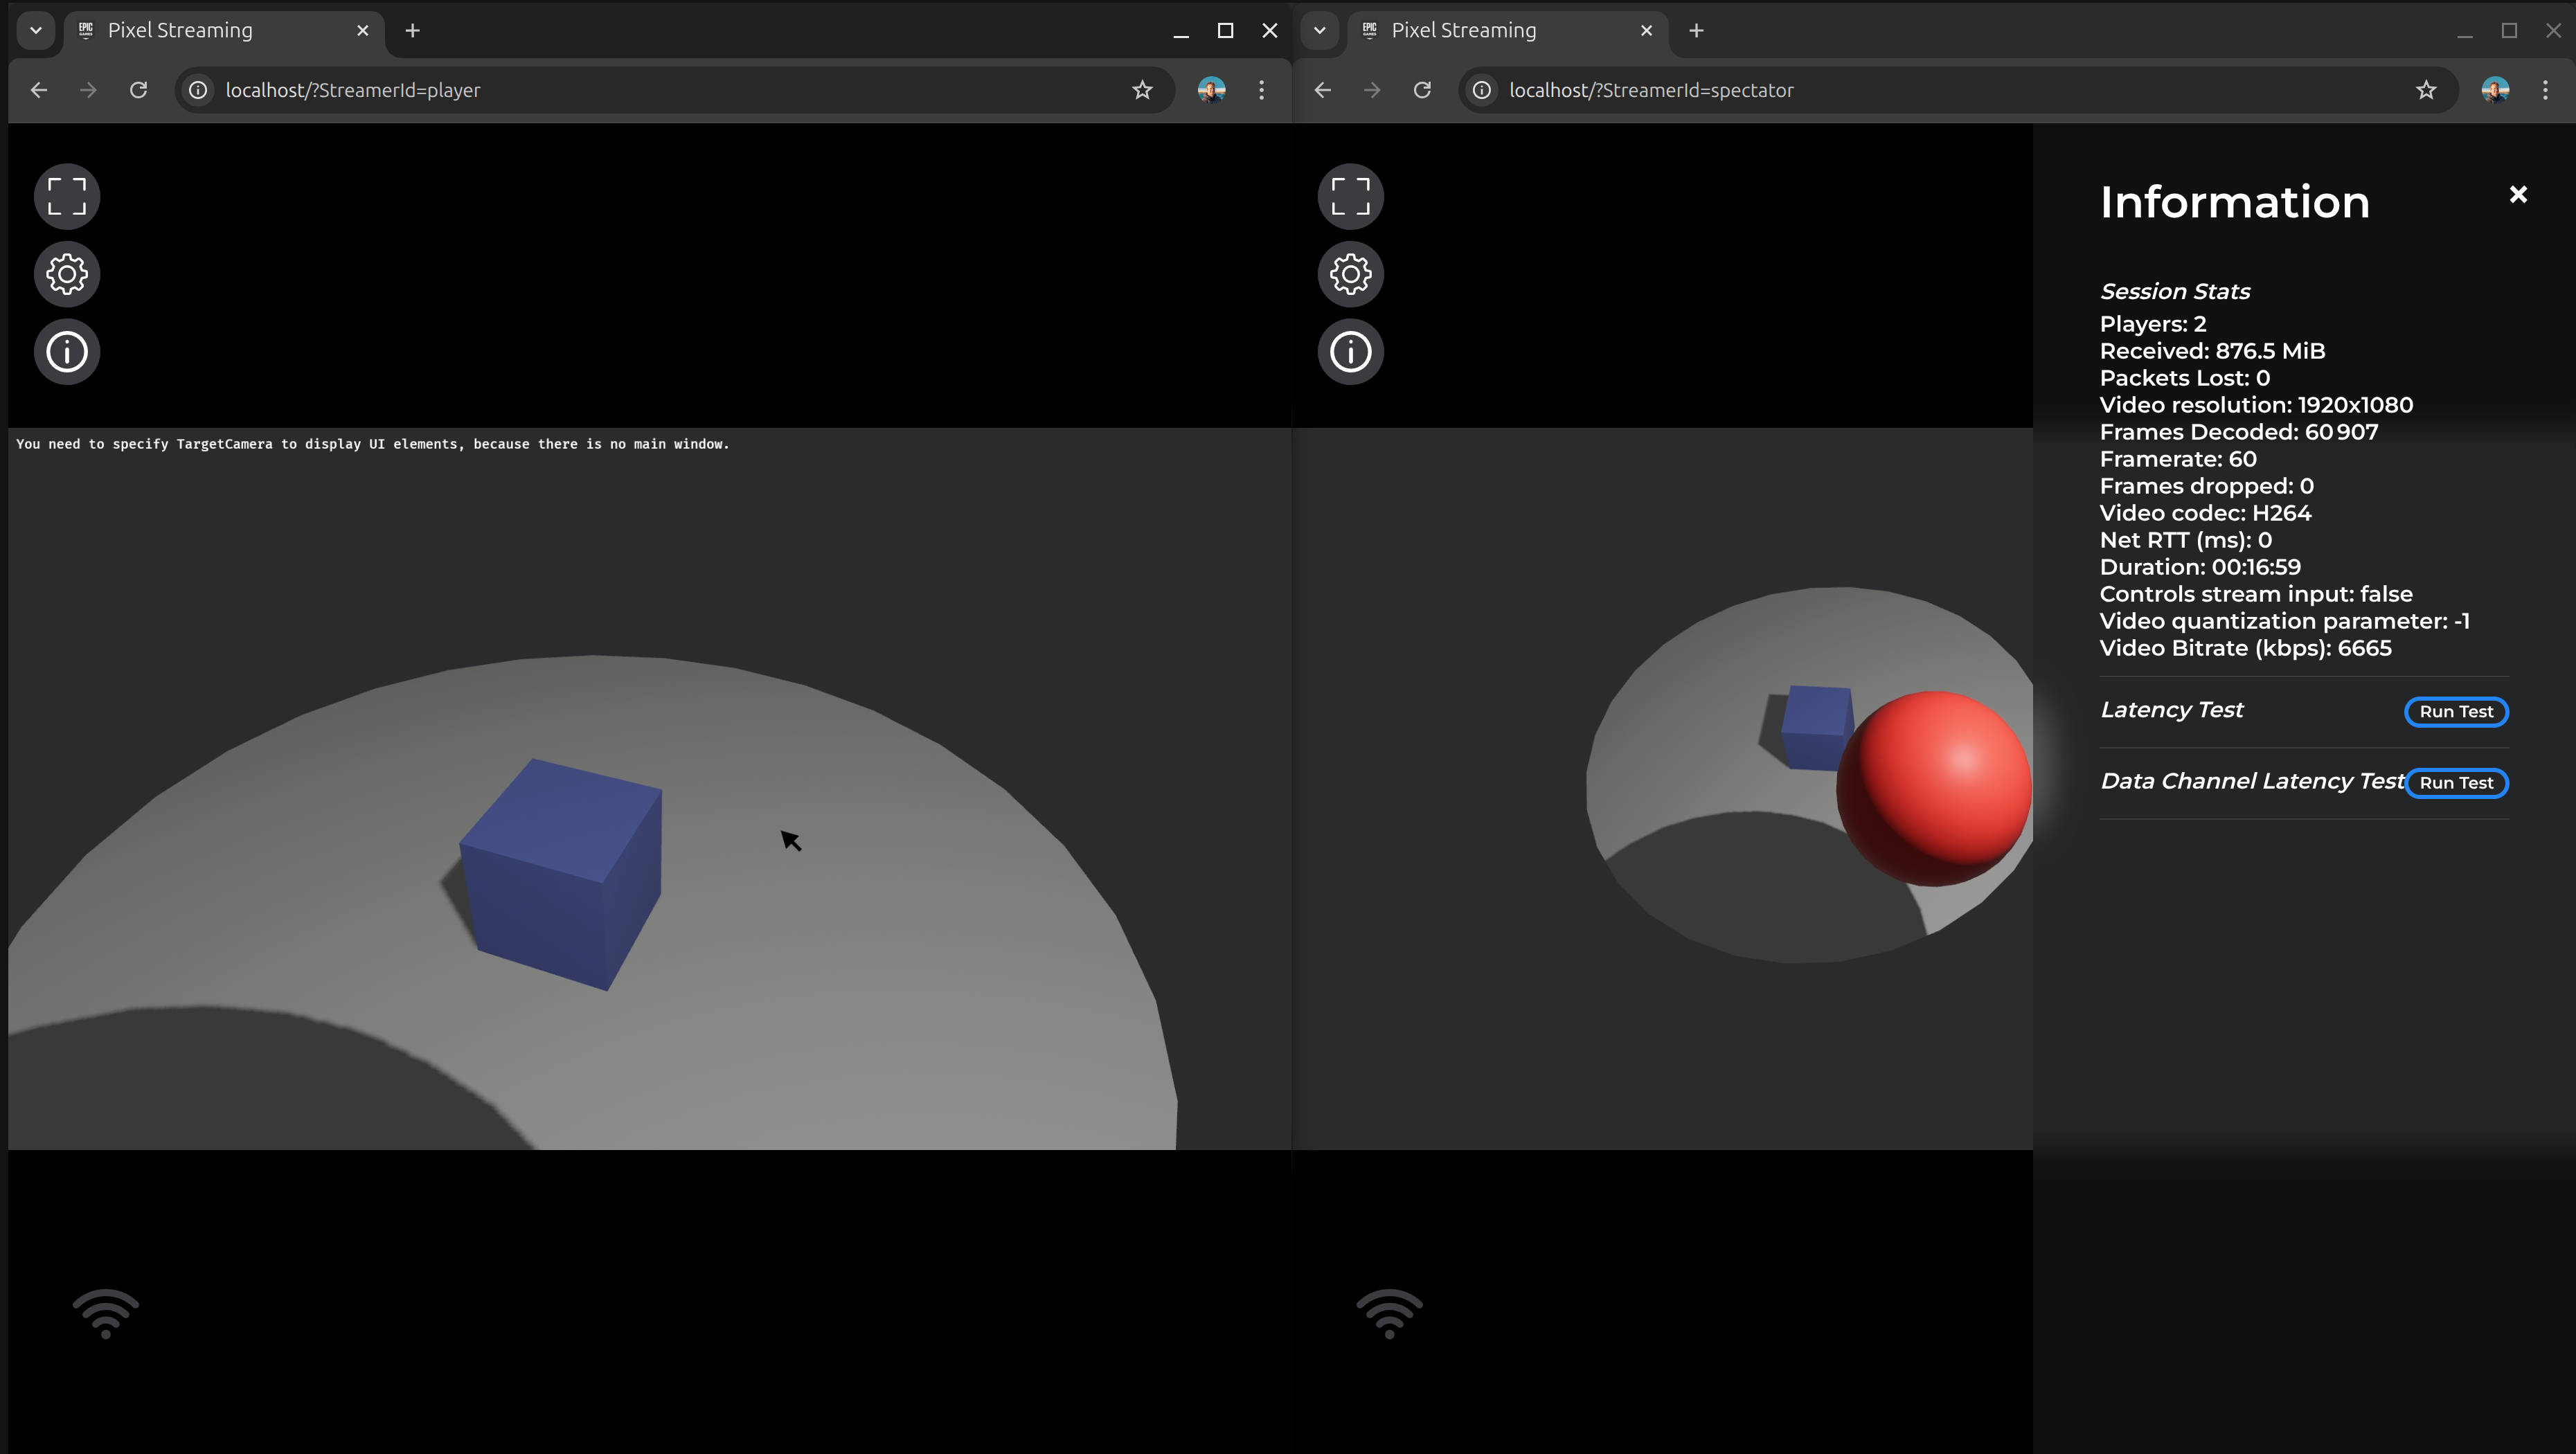 EPIC GAMES
Pixel Streaming
localhost/?StreamerId=player
You need to specify TargetCamera to display UI elements, because there is no main window.
EPIC GAMES
Pixel Streaming
localhost/?StreamerId=spectator
Information
Session Stats
Players: 2
Received: 876.5 MiB
Packets Lost: 0
Video resolution: 1920x1080
Frames Decoded: 60 907
Framerate: 60
Frames dropped: 0
Video codec: H264
Net RTT (ms): 0
Duration: 00:16:59
Controls stream input: false
Video quantization parameter: -1
Video Bitrate (kbps): 6665
Latency Test
Run Test
Data Channel Latency Test
Run Test